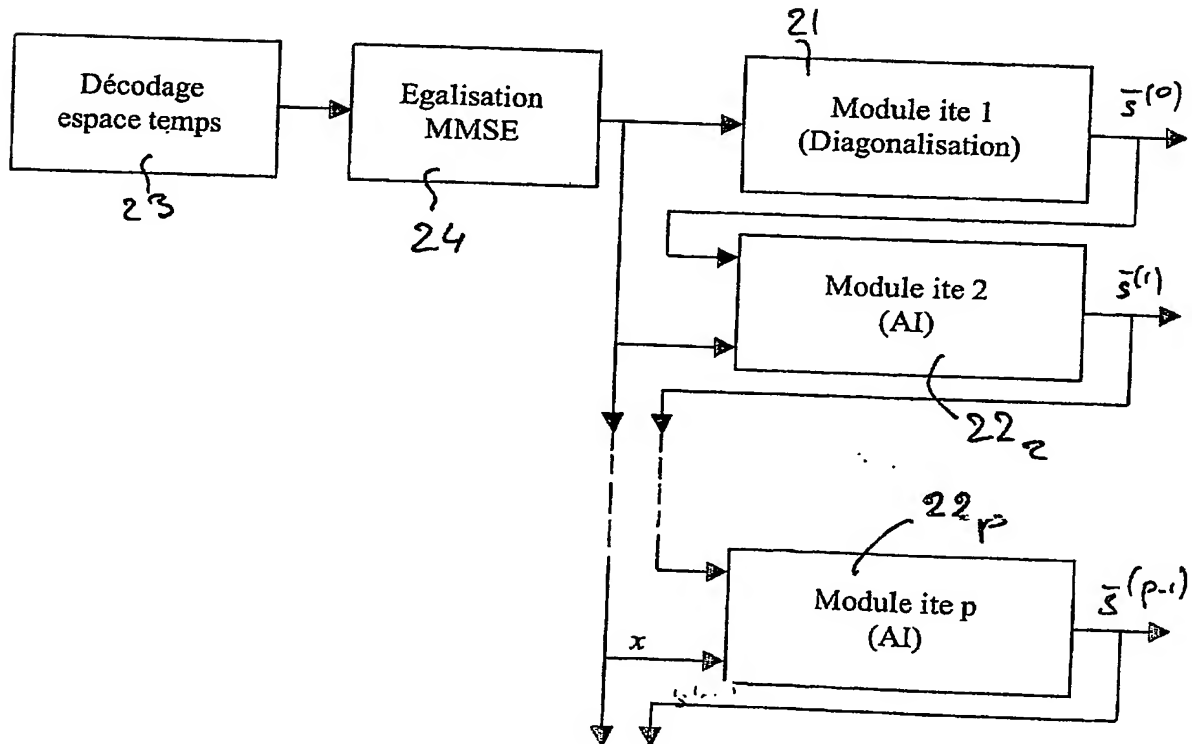 21
Décodage
espace temps
Egalisation
MMSE
Module ite 1
(Diagonalisation)
s̄(0)
23
24
Module ite 2
(AI)
s̄(1)
22₂
22ₚ
Module ite p
(AI)
s̄(p-1)
x